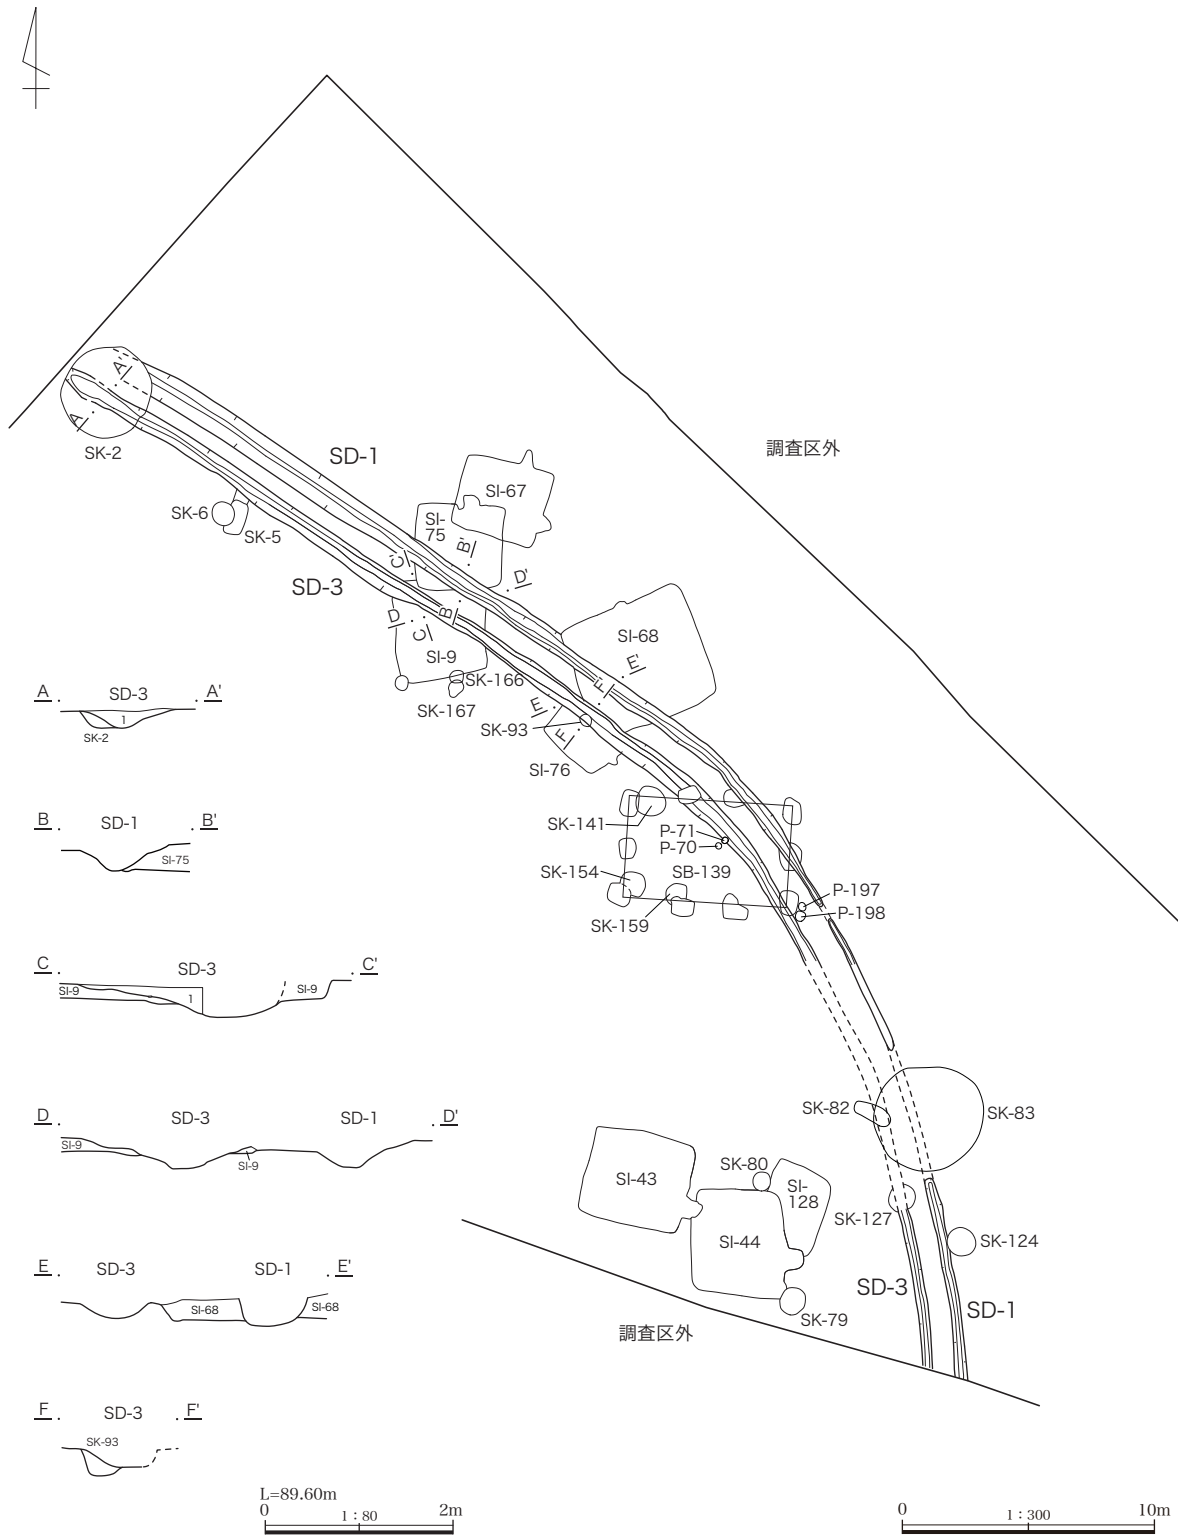 調査区外
A'
A
SK-2
SD-1
SI-67
SK-6
SI-
75
SK-5
B'
C'
D'
SD-3
B
D
C
SI-68
SI-9
E'
SK-166
F'
SK-167
E
SK-93
F
SI-76
SK-141
P-71
P-70
SK-154
SB-139
P-197
P-198
SK-159
SK-82
SK-83
SK-80
SI-43
SI-
128
SK-127
SI-44
SK-124
SD-3
SD-1
SK-79
調査区外
A SD-3 A'
1
SK-2
B SD-1 B'
SI-75
C SD-3 C'
SI-9 1 SI-9
D SD-3 SD-1 D'
SI-9
SI-9
E SD-3 SD-1 E'
SI-68 SI-68
F SD-3 F'
SK-93
L=89.60m
0 1：80 2m
0 1：300 10m